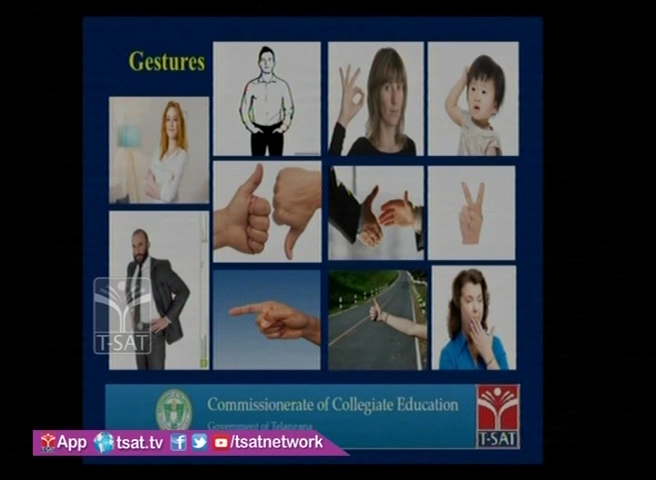 Gestures
T-SAT
Commissionerate of Collegiate Education
Government of Telangana
T-SAT
App tsat.tv /tsatnetwork